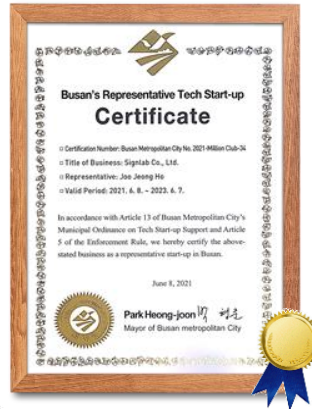 Busan's Representative Tech Start-up
Certificate
Certification Number: Busan Metropolitan City No. 2021-Million Club-34
Title of Business: Signlab Co., Ltd.
Representative: Joo Jeong Ho
Valid Period: 2021. 6. 8. ~ 2023. 6. 7.
In accordance with Article 13 of Busan Metropolitan City's
Municipal Ordinance on Tech Start-up Support and Article
5 of the Enforcement Rule, we hereby certify the above-
stated business as a representative start-up in Busan.
June 8, 2021
Park Heong-joon
Mayor of Busan metropolitan City